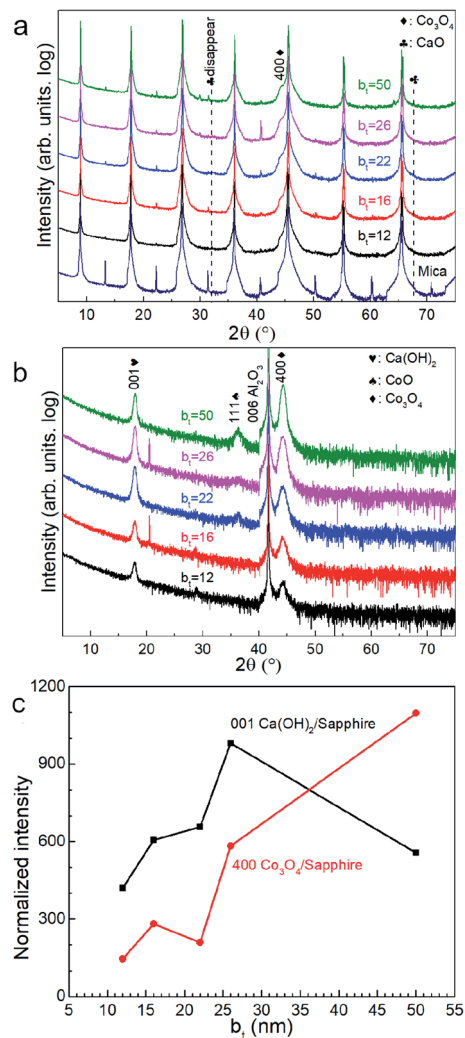 a
♦: Co₃O₄
♣: CaO
♣disappear
400 ♦
♣
bₜ=50
bₜ=26
bₜ=22
bₜ=16
bₜ=12
Mica
Intensity (arb. units. log)
10 20 30 40 50 60 70
2θ (°)
b
♥: Ca(OH)₂
♠: CoO
♦: Co₃O₄
001♥
111♠
006 Al₂O₃
400♦
bₜ=50
bₜ=26
bₜ=22
bₜ=16
bₜ=12
Intensity (arb. units. log)
10 20 30 40 50 60 70
2θ (°)
c
1200
900
600
300
0
Normalized intensity
001 Ca(OH)₂/Sapphire
400 Co₃O₄/Sapphire
5 10 15 20 25 30 35 40 45 50 55
bₜ (nm)